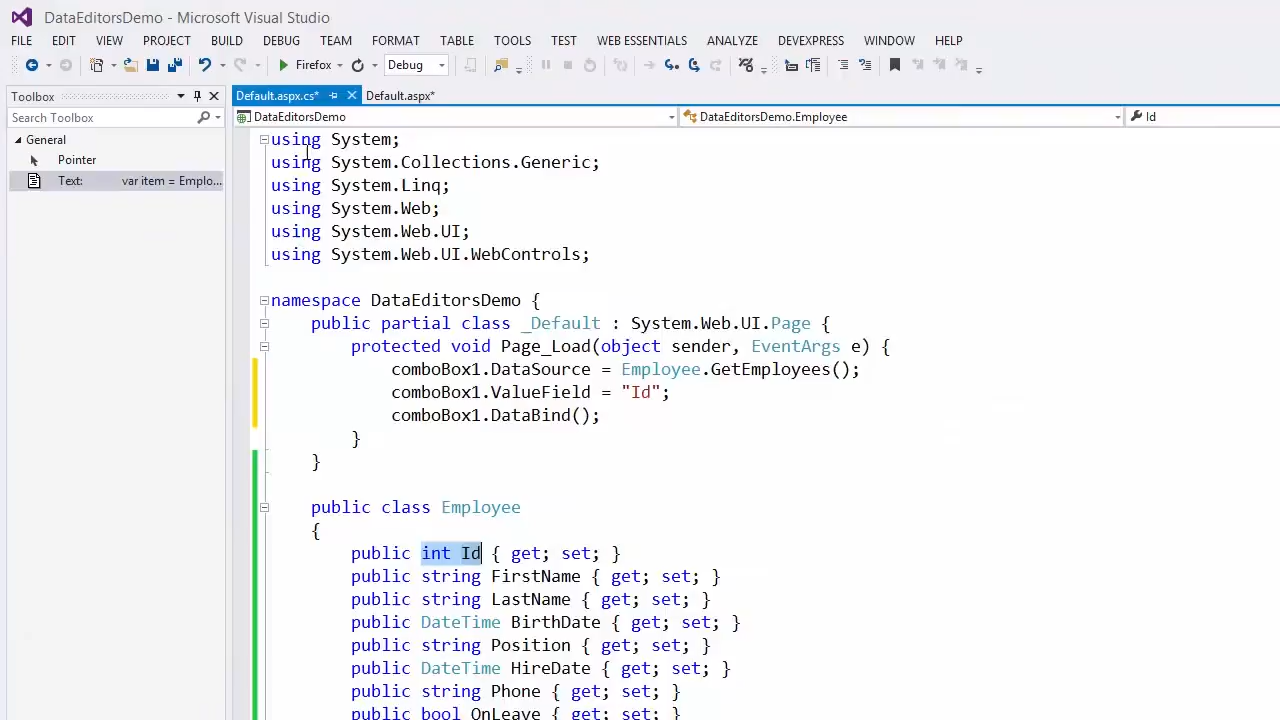 DataEditorsDemo - Microsoft Visual Studio
FILE EDIT VIEW PROJECT BUILD DEBUG TEAM FORMAT TABLE TOOLS TEST WEB ESSENTIALS ANALYZE DEVEXPRESS WINDOW HELP
Firefox Debug
Toolbox
Default.aspx.cs* Default.aspx*
Search Toolbox
DataEditorsDemo DataEditorsDemo.Employee Id
General
Pointer
Text: var item = Emplo...
using System;
using System.Collections.Generic;
using System.Linq;
using System.Web;
using System.Web.UI;
using System.Web.UI.WebControls;
namespace DataEditorsDemo {
public partial class _Default : System.Web.UI.Page {
protected void Page_Load(object sender, EventArgs e) {
comboBox1.DataSource = Employee.GetEmployees();
comboBox1.ValueField = "Id";
comboBox1.DataBind();
}
}
public class Employee
{
public int Id { get; set; }
public string FirstName { get; set; }
public string LastName { get; set; }
public DateTime BirthDate { get; set; }
public string Position { get; set; }
public DateTime HireDate { get; set; }
public string Phone { get; set; }
public bool OnLeave { get; set; }